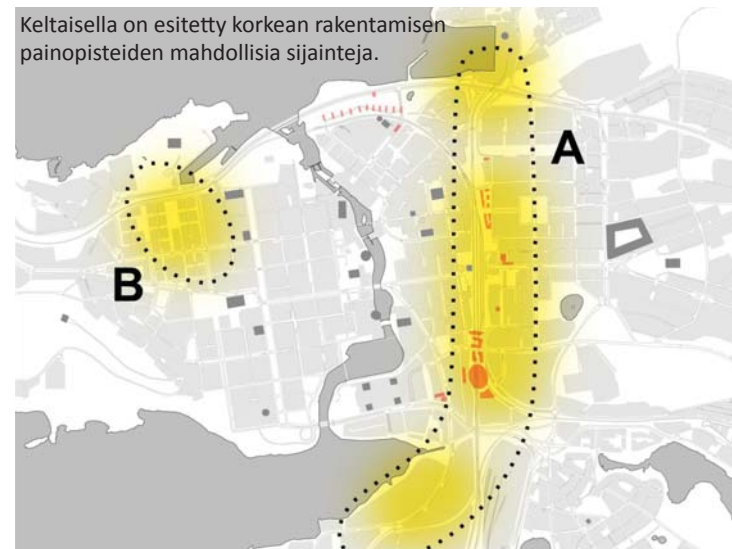 Keltaisella on esitetty korkean rakentamisen
painopisteiden mahdollisia sijainteja.
A
B